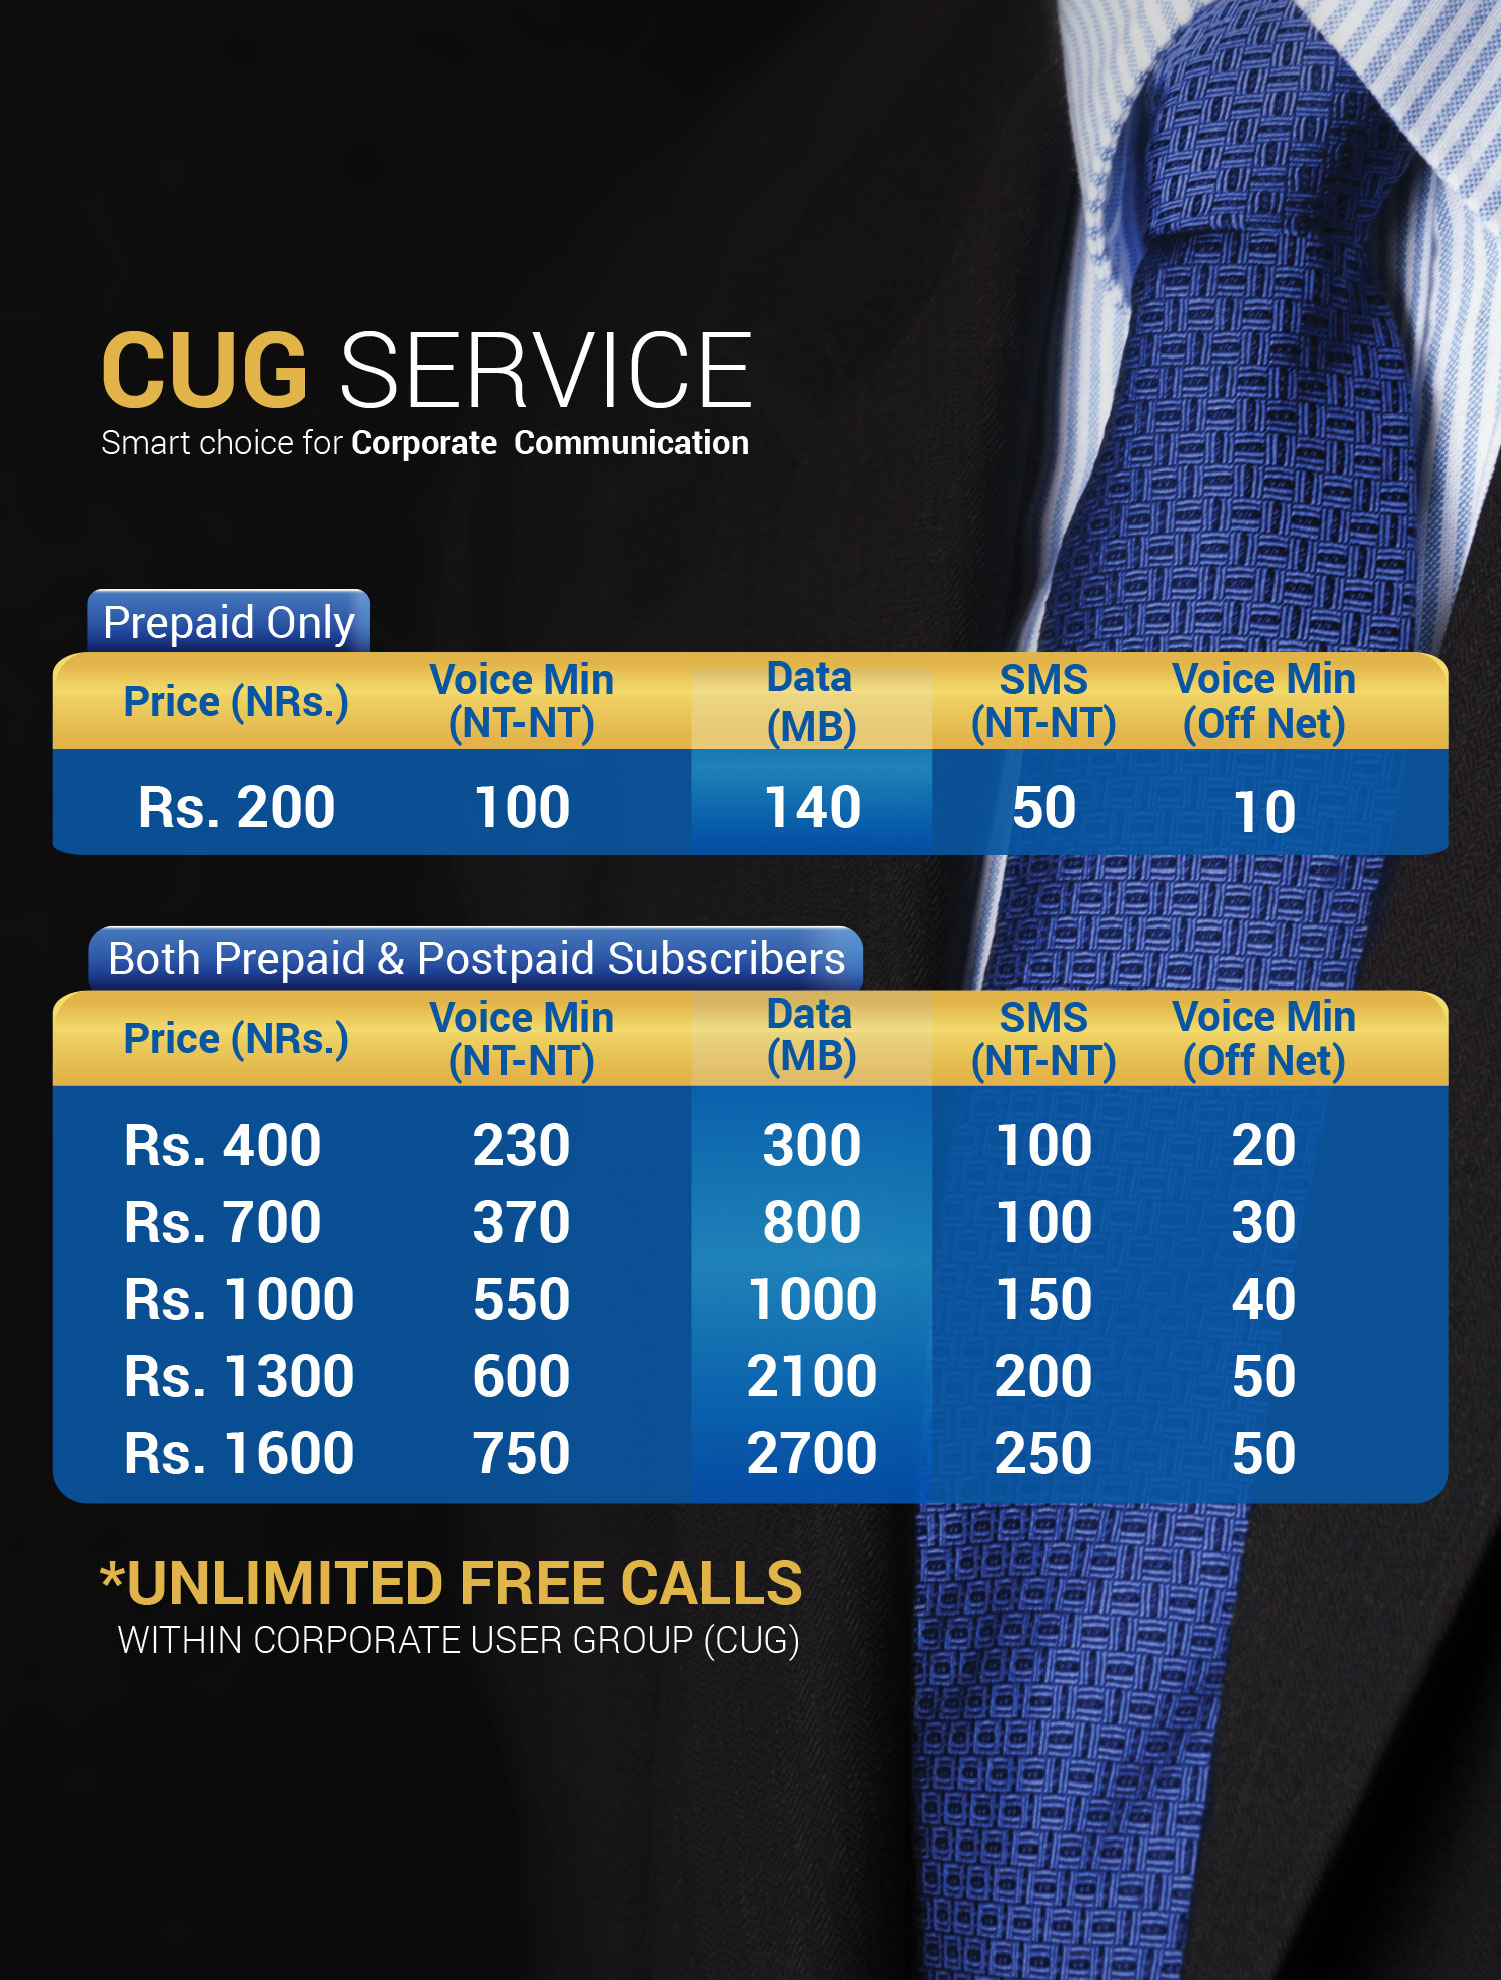 CUG SERVICE
Smart choice for Corporate Communication
Prepaid Only
Price (NRs.) Voice Min (NT-NT) Data (MB) SMS (NT-NT) Voice Min (Off Net)
Rs. 200 100 140 50 10
Both Prepaid & Postpaid Subscribers
Price (NRs.) Voice Min (NT-NT) Data (MB) SMS (NT-NT) Voice Min (Off Net)
Rs. 400 230 300 100 20
Rs. 700 370 800 100 30
Rs. 1000 550 1000 150 40
Rs. 1300 600 2100 200 50
Rs. 1600 750 2700 250 50
*UNLIMITED FREE CALLS
WITHIN CORPORATE USER GROUP (CUG)